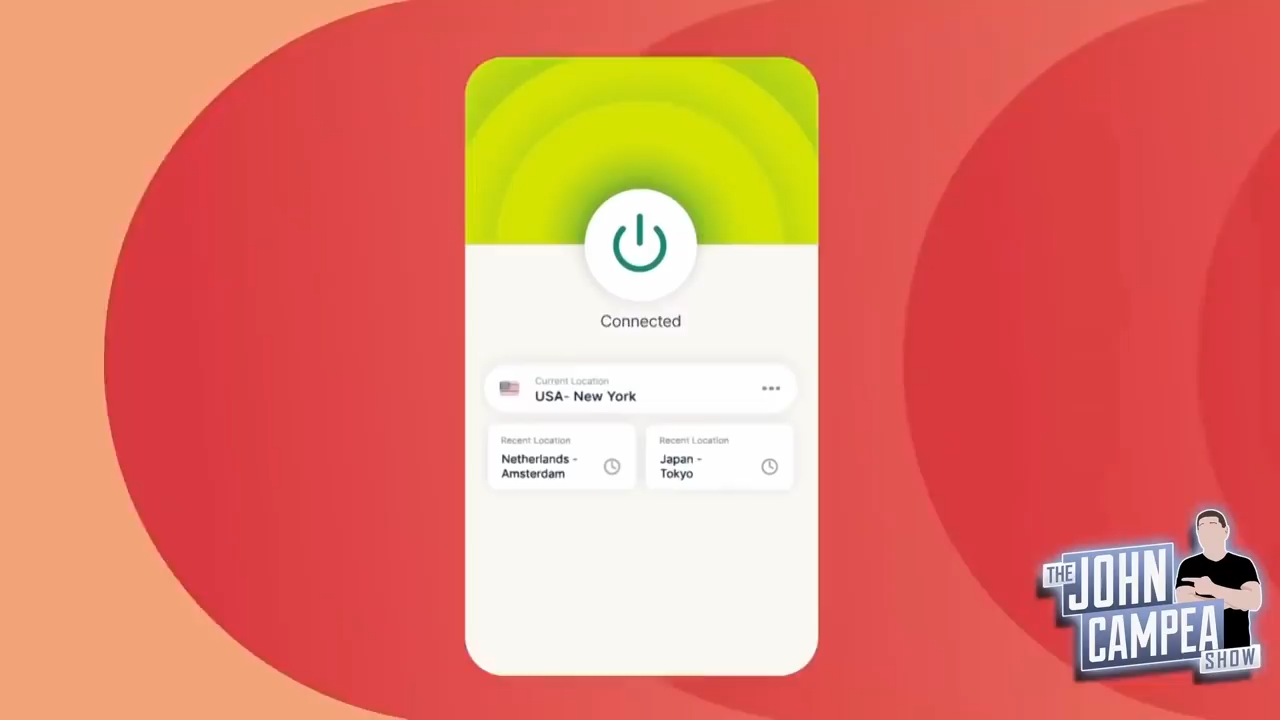 Connected
Current Location
USA- New York
Recent Location
Netherlands -
Amsterdam
Recent Location
Japan -
Tokyo
THE
JOHN
CAMPEA
SHOW